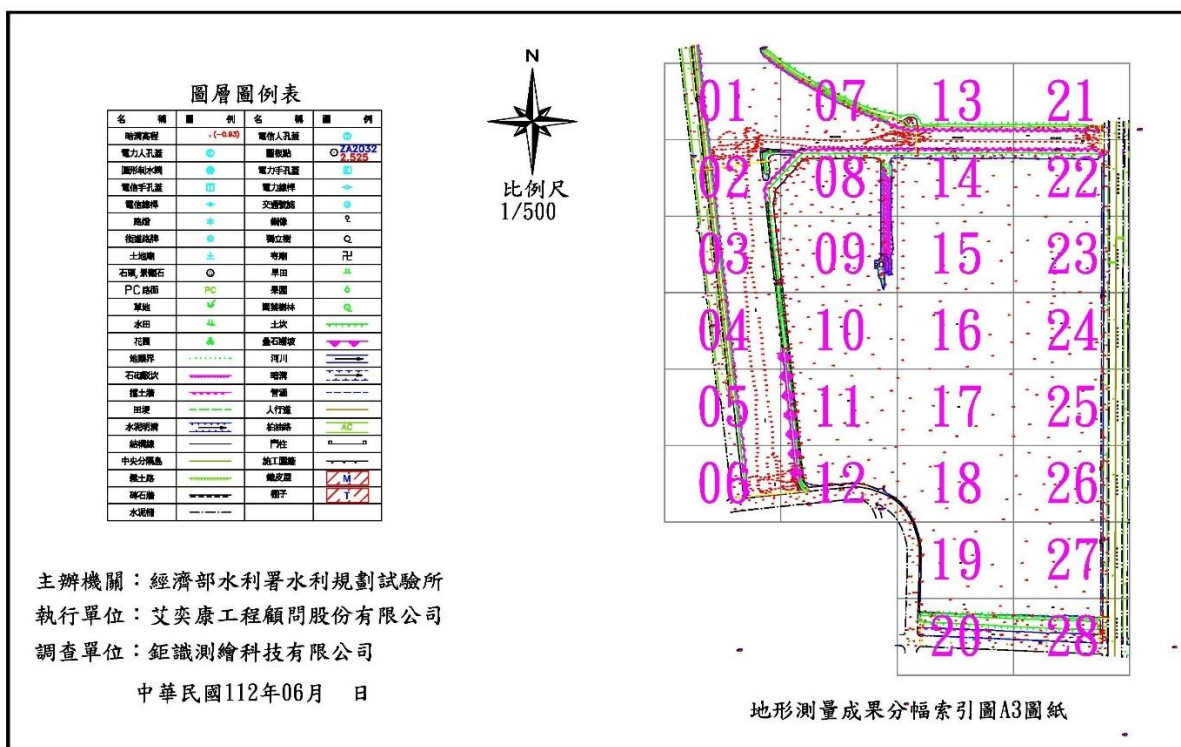 圖層圖例表
名 稱 圖 例 名 稱 圖 例
暗溝高程 (-0.93) 電信人孔蓋
電力人孔蓋 圖根點 ZA2032 2.525
圓形制水閥 電力手孔蓋
電信手孔蓋 電力線桿
電信線桿 交通號誌
路燈 銅像
街道路牌 獨立樹
土地廟 寺廟
石頭,景觀石 旱田
PC路面 PC 果園
草地 闊葉樹林
水田 土坎
花圃 疊石護坡
地類界 河川
石砌駁坎 暗溝
擋土牆 管涵
田埂 人行道
水泥明溝 柏油路 AC
結構線 門柱
中央分隔島 施工圍籬
碎土路 鐵皮屋 M
磚石牆 棚子 T
水泥牆
N
比例尺
1/500
01 07 13 21
02 08 14 22
03 09 15 23
04 10 16 24
05 11 17 25
06 12 18 26
19 27
20 28
主辦機關：經濟部水利署水利規劃試驗所
執行單位：艾奕康工程顧問股份有限公司
調查單位：鉅識測繪科技有限公司
中華民國112年06月 日
地形測量成果分幅索引圖A3圖紙